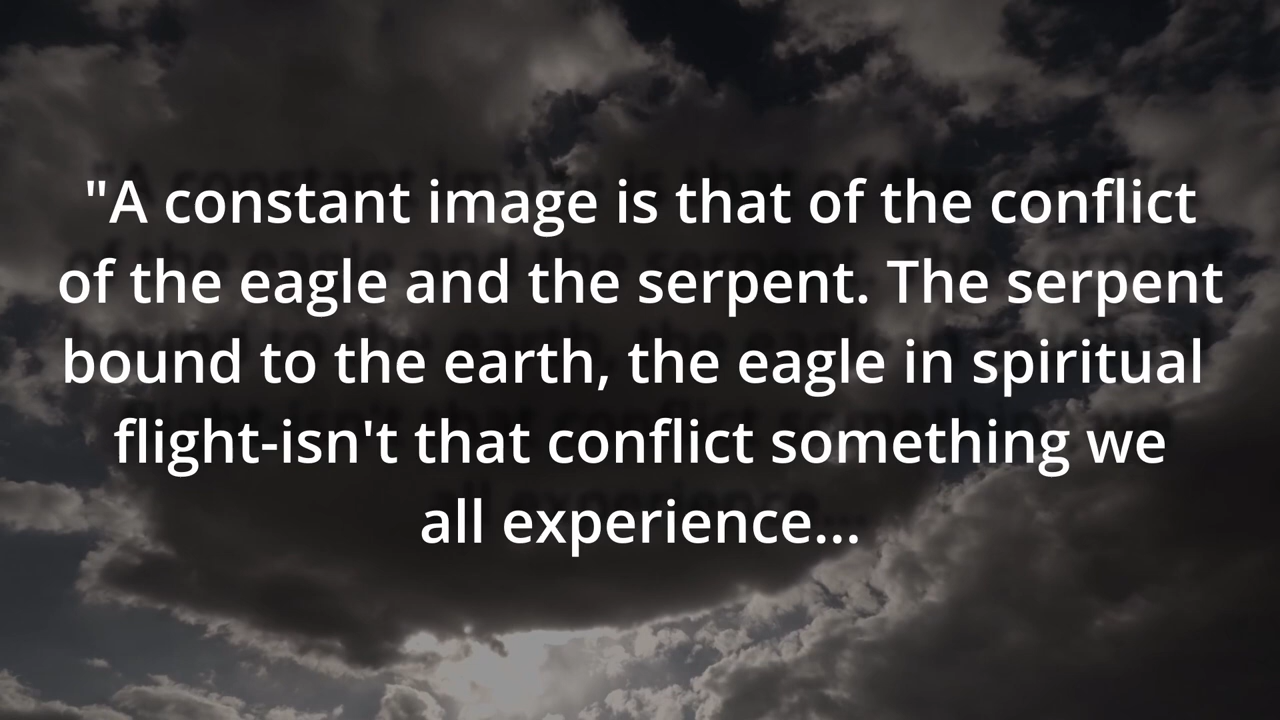 "A constant image is that of the conflict
of the eagle and the serpent. The serpent
bound to the earth, the eagle in spiritual
flight-isn't that conflict something we
all experience...